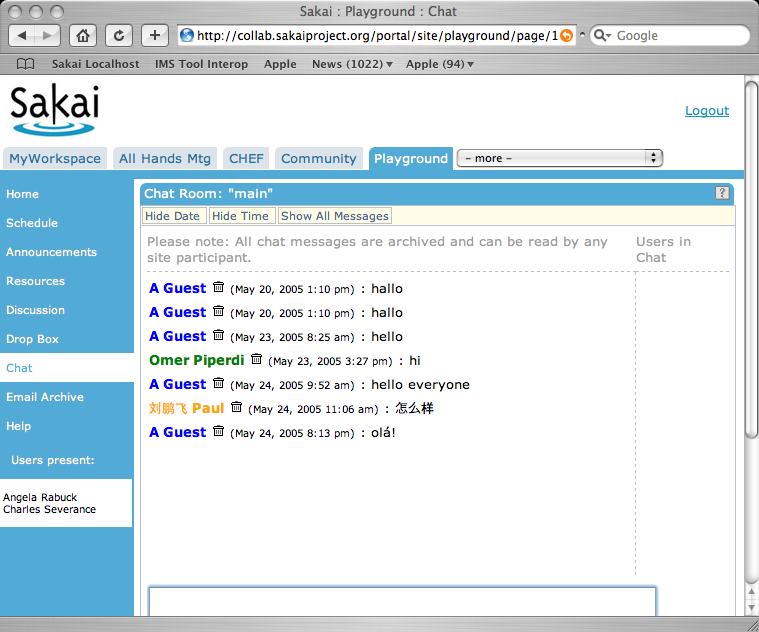 Sakai : Playground : Chat
http://collab.sakaiproject.org/portal/site/playground/page/1
Google
Sakai Localhost IMS Tool Interop Apple News (1022) Apple (94)
Sakai
Logout
MyWorkspace All Hands Mtg CHEF Community Playground – more –
Home
Schedule
Announcements
Resources
Discussion
Drop Box
Chat
Email Archive
Help
Users present:
Angela Rabuck
Charles Severance
Chat Room: "main" ?
Hide Date Hide Time Show All Messages
Please note: All chat messages are archived and can be read by any
site participant.
Users in
Chat
A Guest (May 20, 2005 1:10 pm) : hallo
A Guest (May 20, 2005 1:10 pm) : hallo
A Guest (May 23, 2005 8:25 am) : hello
Omer Piperdi (May 23, 2005 3:27 pm) : hi
A Guest (May 24, 2005 9:52 am) : hello everyone
刘鹏飞 Paul (May 24, 2005 11:06 am) : 怎么样
A Guest (May 24, 2005 8:13 pm) : olá!